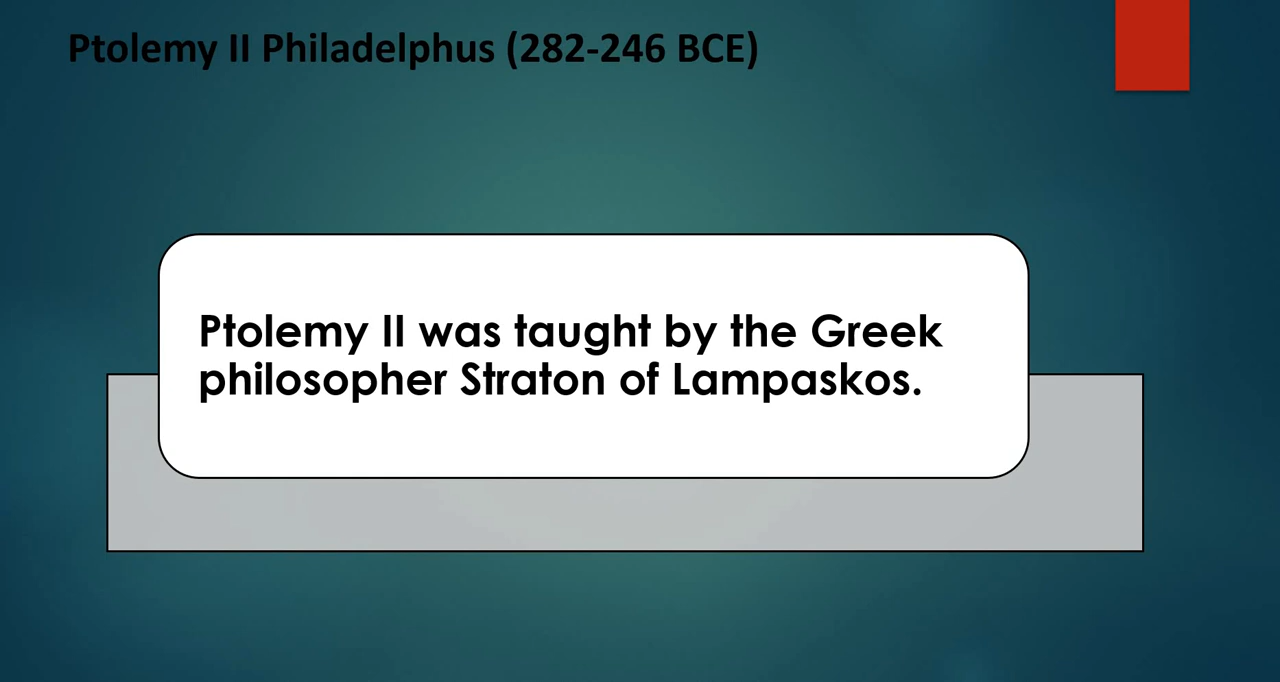 Ptolemy II Philadelphus (282-246 BCE)
Ptolemy II was taught by the Greek
philosopher Straton of Lampaskos.